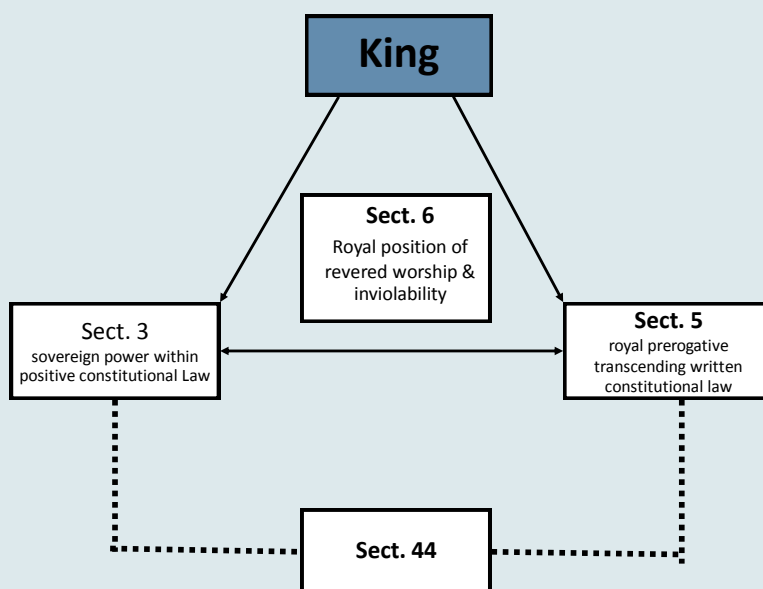 King
Sect. 6
Royal position of
revered worship &
inviolability
Sect. 3
sovereign power within
positive constitutional Law
Sect. 5
royal prerogative
transcending written
constitutional law
Sect. 44